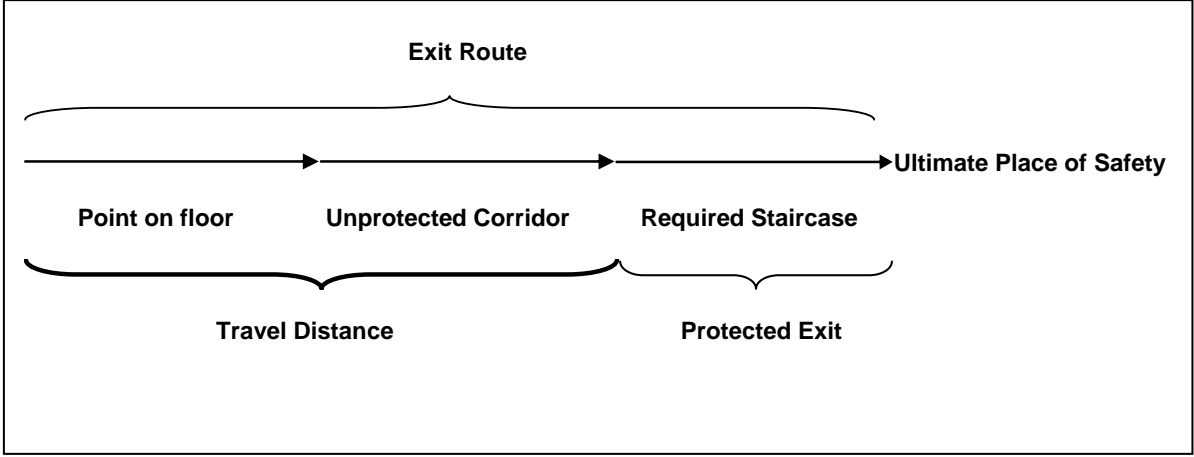 Exit Route
Ultimate Place of Safety
Point on floor
Unprotected Corridor
Required Staircase
Travel Distance
Protected Exit